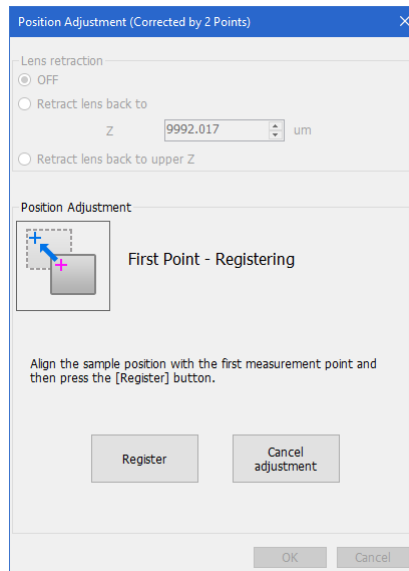 Position Adjustment (Corrected by 2 Points)
Lens retraction
OFF
Retract lens back to
Z 9992.017 um
Retract lens back to upper Z
Position Adjustment
First Point - Registering
Align the sample position with the first measurement point and
then press the [Register] button.
Register
Cancel
adjustment
OK Cancel